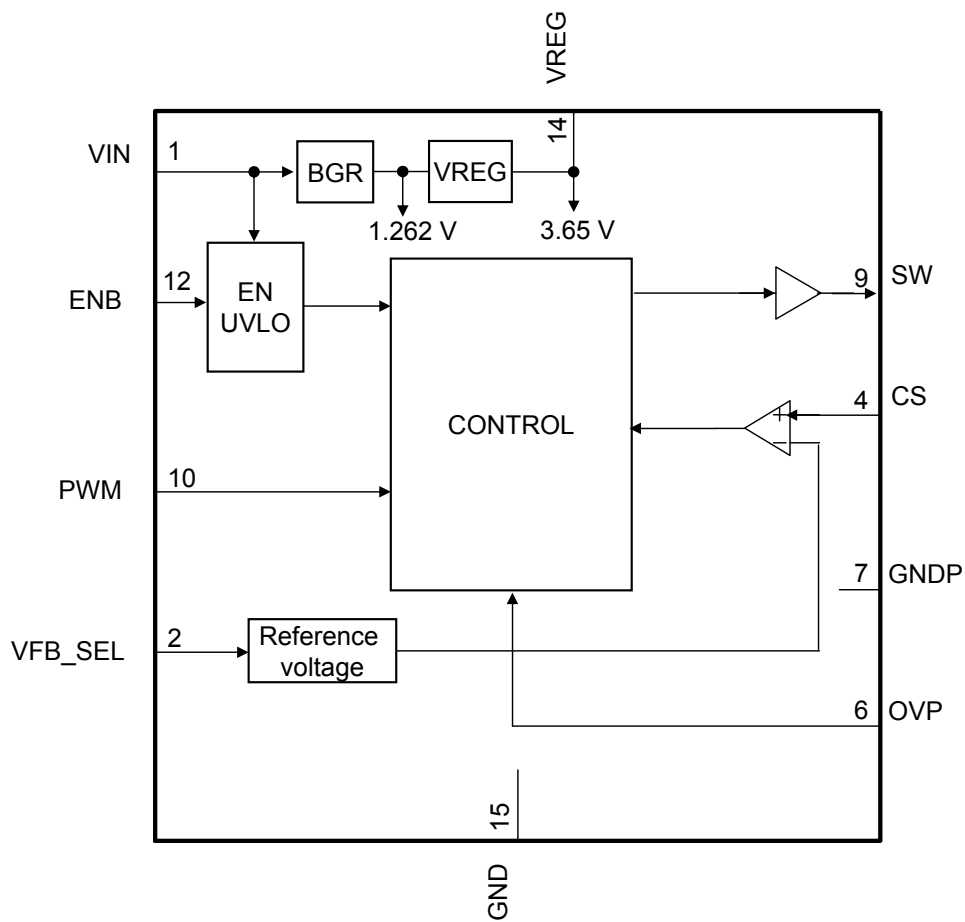 VREG
14
VIN
1
BGR
VREG
1.262 V
3.65 V
ENB
12
EN
UVLO
9
SW
CONTROL
4
CS
+
−
PWM
10
7
GNDP
VFB_SEL
2
Reference
voltage
6
OVP
15
GND